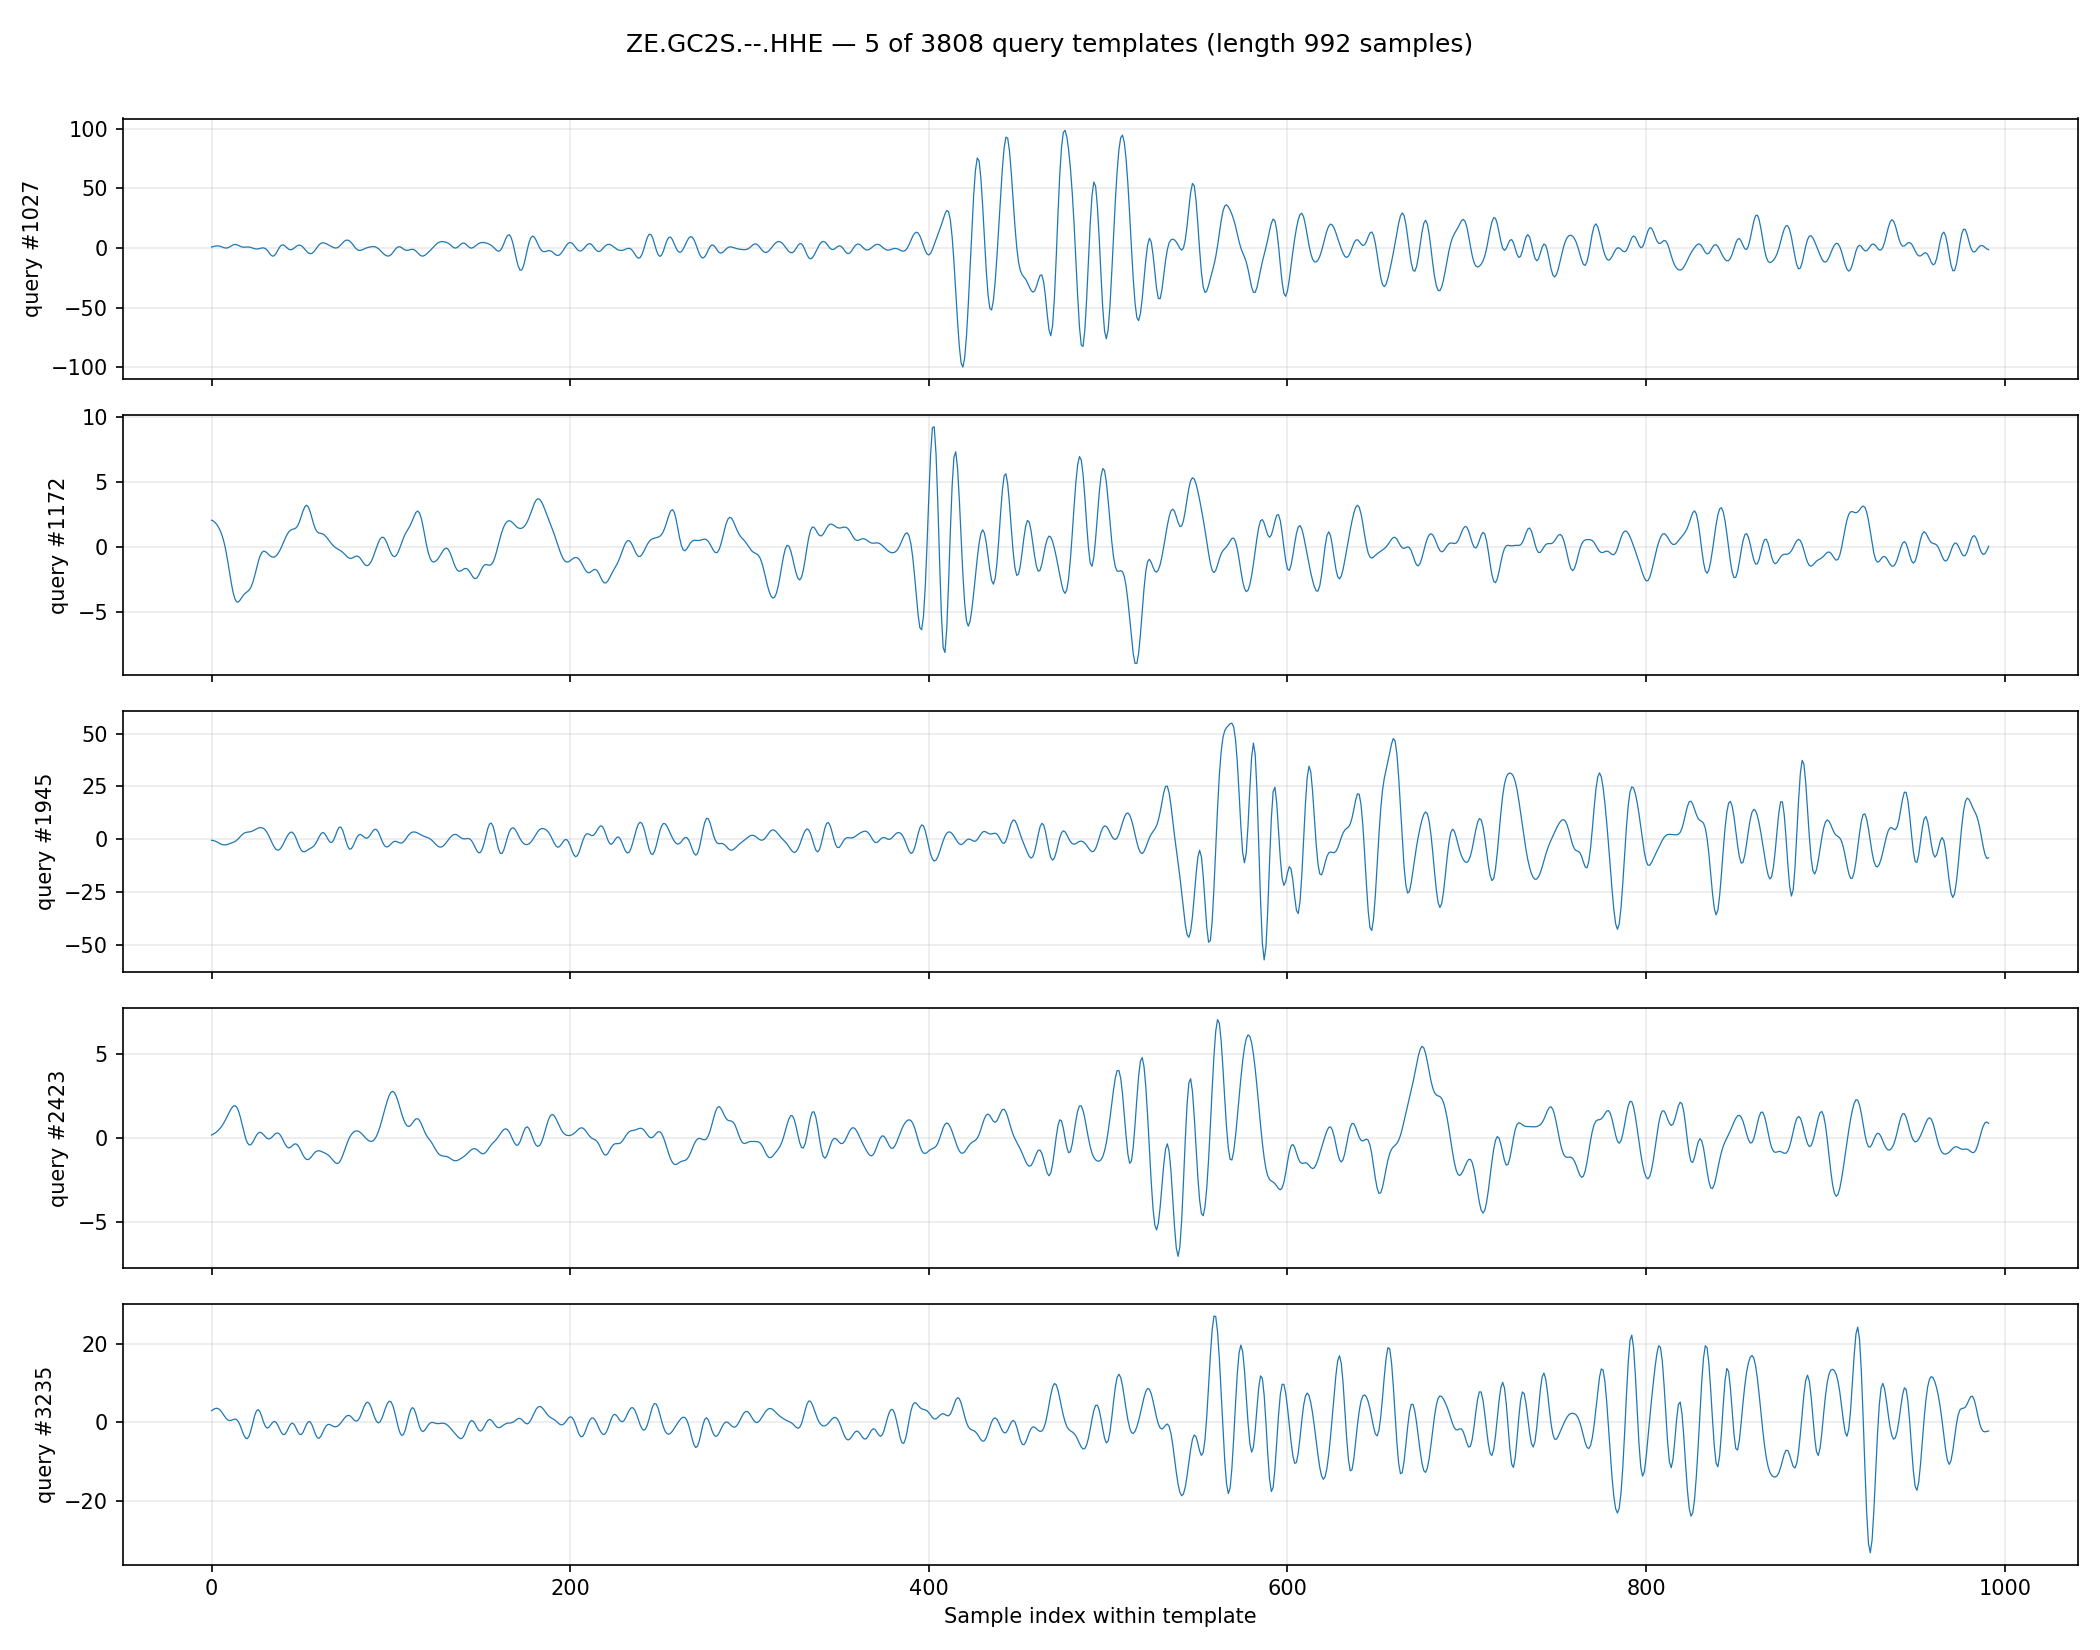 ZE.GC2S.--.HHE — 5 of 3808 query templates (length 992 samples)
100
50
0
−50
−100
query #1027
10
5
0
−5
query #1172
50
25
0
−25
−50
query #1945
5
0
−5
query #2423
20
0
−20
query #3235
0 200 400 600 800 1000
Sample index within template